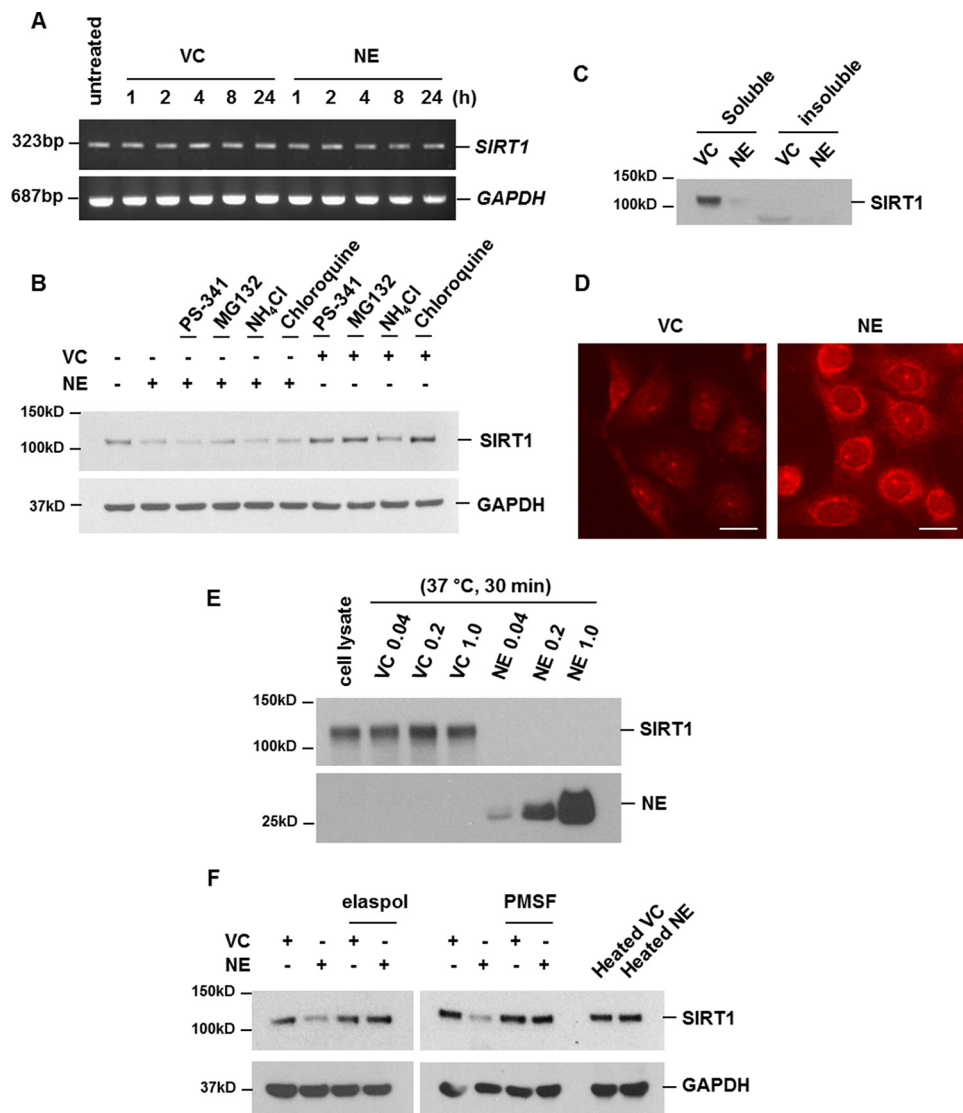 A
untreated
VC
NE
1 2 4 8 24 1 2 4 8 24 (h)
323bp
SIRT1
687bp
GAPDH
B
PS-341 MG132 NH4Cl Chloroquine PS-341 MG132 NH4Cl Chloroquine
VC - - - - - - + + + +
NE - + + + + + - - - -
150kD
100kD
SIRT1
37kD
GAPDH
C
Soluble insoluble
VC NE VC NE
150kD
100kD
SIRT1
D
VC NE
E
(37 °C, 30 min)
cell lysate VC 0.04 VC 0.2 VC 1.0 NE 0.04 NE 0.2 NE 1.0
150kD
100kD
SIRT1
25kD
NE
F
elaspol PMSF Heated VC Heated NE
VC + - + - + - + -
NE - + - + - + - +
150kD
100kD
SIRT1
37kD
GAPDH